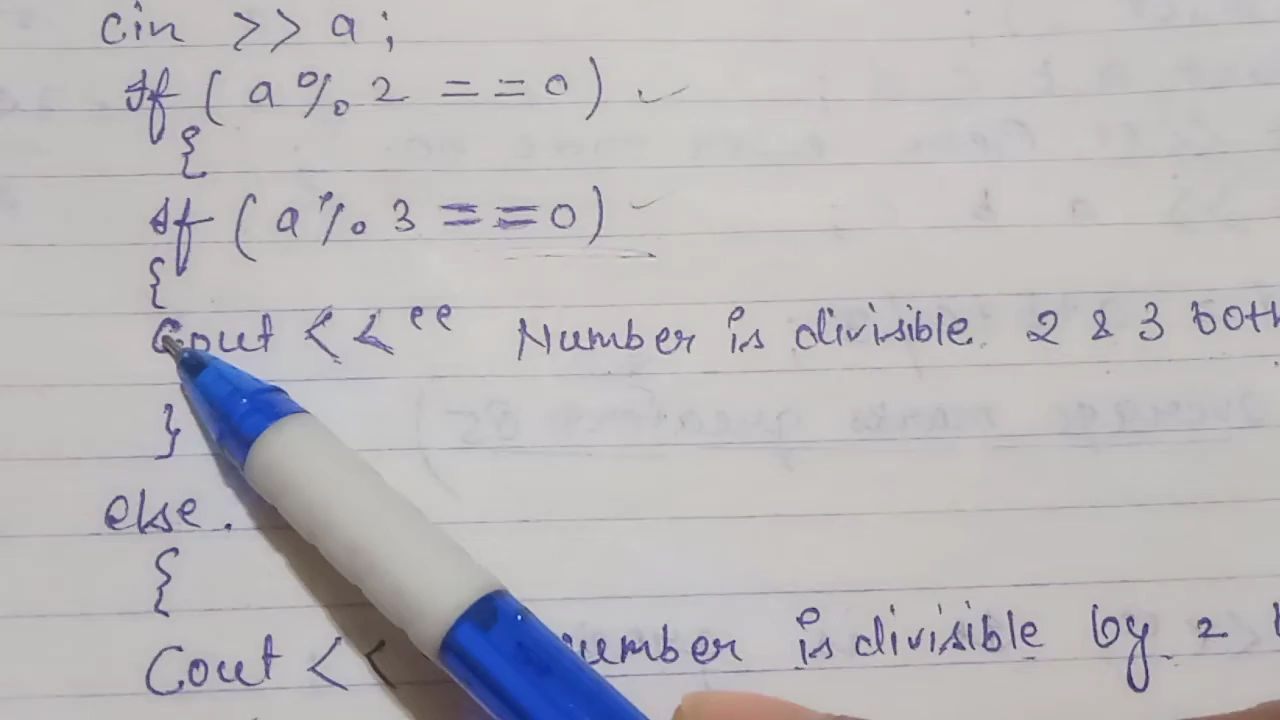 cin >> a;
if (a % 2 = = 0)
{
if (a % 3 = = 0)
{
Cout << " Number is divisible 2 & 3 both
}
else.
{
Cout << number is divisible by 2